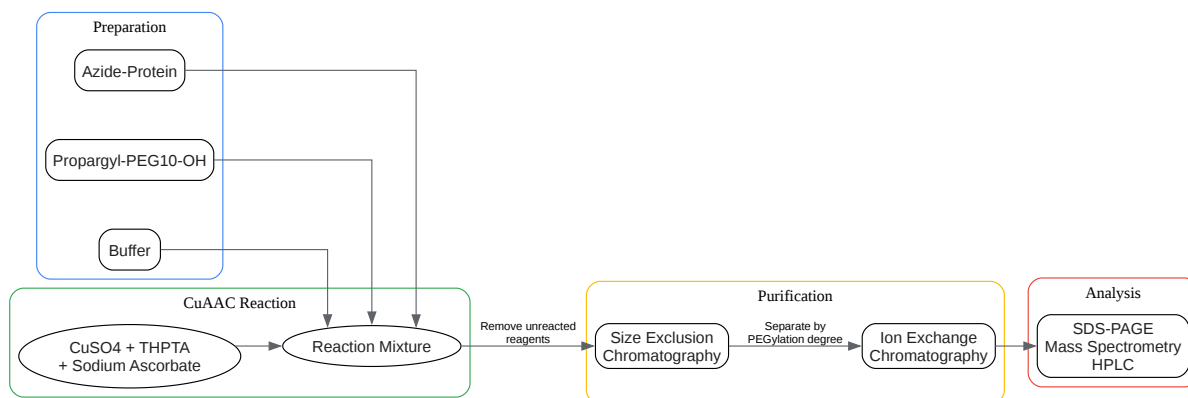 Preparation
Azide-Protein
Propargyl-PEG10-OH
Buffer
CuAAC Reaction
CuSO4 + THPTA
+ Sodium Ascorbate
Reaction Mixture
Remove unreacted
reagents
Purification
Size Exclusion
Chromatography
Separate by
PEGylation degree
Ion Exchange
Chromatography
Analysis
SDS-PAGE
Mass Spectrometry
HPLC